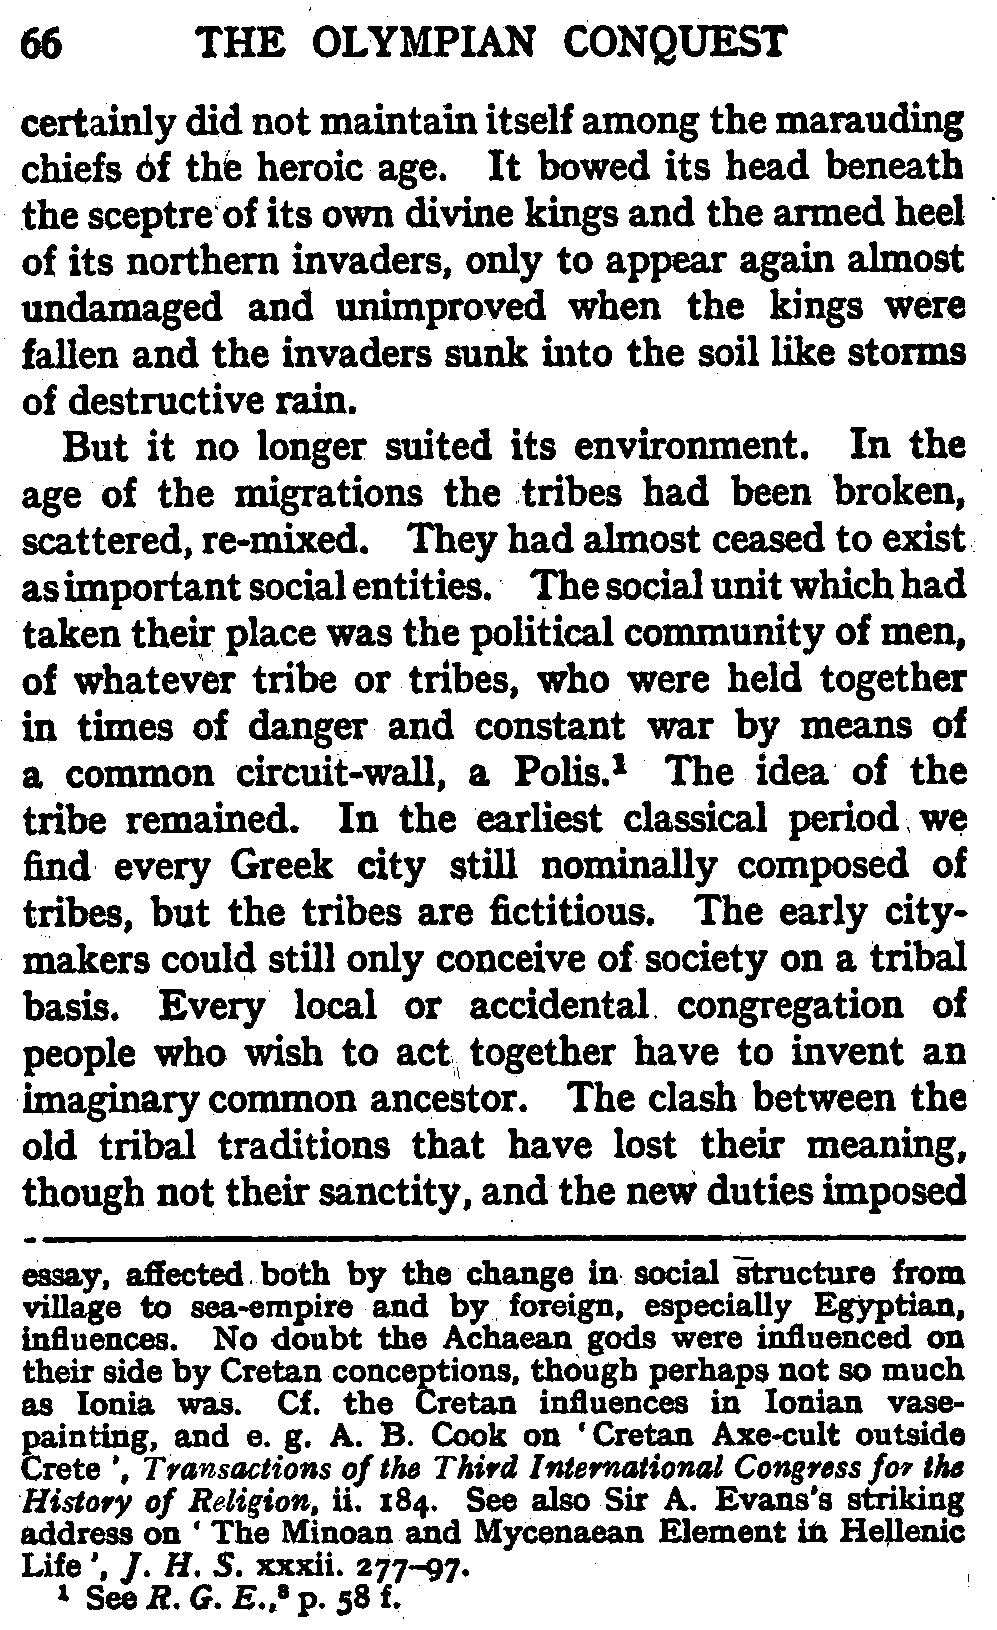 66 THE OLYMPIAN CONQUEST
certainly did not maintain itself among the marauding
chiefs of the heroic age. It bowed its head beneath
the sceptre of its own divine kings and the armed heel
of its northern invaders, only to appear again almost
undamaged and unimproved when the kings were
fallen and the invaders sunk into the soil like storms
of destructive rain.
But it no longer suited its environment. In the
age of the migrations the tribes had been broken,
scattered, re-mixed. They had almost ceased to exist
as important social entities. The social unit which had
taken their place was the political community of men,
of whatever tribe or tribes, who were held together
in times of danger and constant war by means of
a common circuit-wall, a Polis.¹ The idea of the
tribe remained. In the earliest classical period we
find every Greek city still nominally composed of
tribes, but the tribes are fictitious. The early city-
makers could still only conceive of society on a tribal
basis. Every local or accidental congregation of
people who wish to act together have to invent an
imaginary common ancestor. The clash between the
old tribal traditions that have lost their meaning,
though not their sanctity, and the new duties imposed
essay, affected both by the change in social structure from
village to sea-empire and by foreign, especially Egyptian,
influences. No doubt the Achaean gods were influenced on
their side by Cretan conceptions, though perhaps not so much
as Ionia was. Cf. the Cretan influences in Ionian vase-
painting, and e. g. A. B. Cook on ' Cretan Axe-cult outside
Crete ', Transactions of the Third International Congress for the
History of Religion, ii. 184. See also Sir A. Evans's striking
address on ' The Minoan and Mycenaean Element in Hellenic
Life ', J. H. S. xxxii. 277–97.
¹ See R. G. E.,³ p. 58 f.